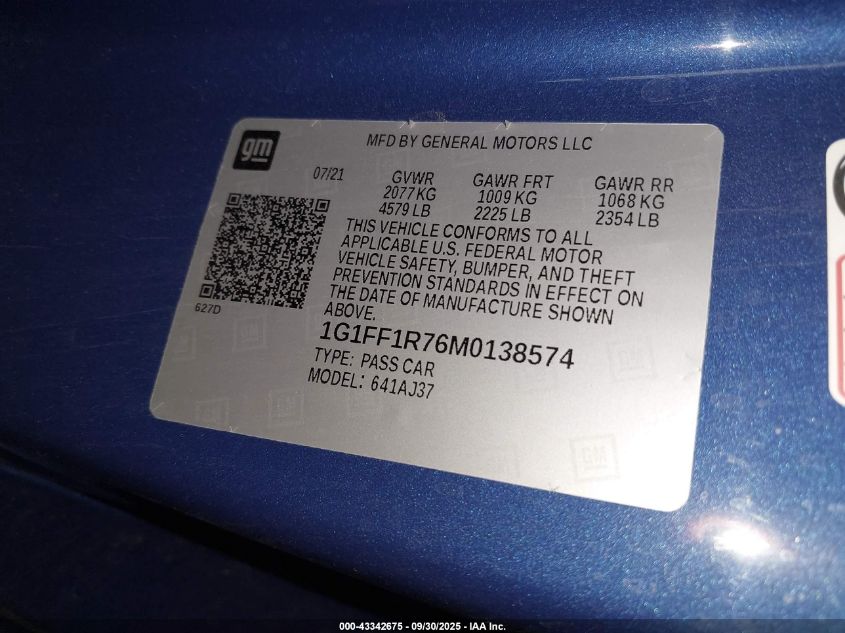 gm
MFD BY GENERAL MOTORS LLC
07/21
GVWR
2077 KG
4579 LB
GAWR FRT
1009 KG
2225 LB
GAWR RR
1068 KG
2354 LB
THIS VEHICLE CONFORMS TO ALL
APPLICABLE U.S. FEDERAL MOTOR
VEHICLE SAFETY, BUMPER, AND THEFT
PREVENTION STANDARDS IN EFFECT ON
THE DATE OF MANUFACTURE SHOWN
ABOVE.
627D
1G1FF1R76M0138574
TYPE: PASS CAR
MODEL: 641AJ37
GM
000-43342675 - 09/30/2025 - IAA Inc.